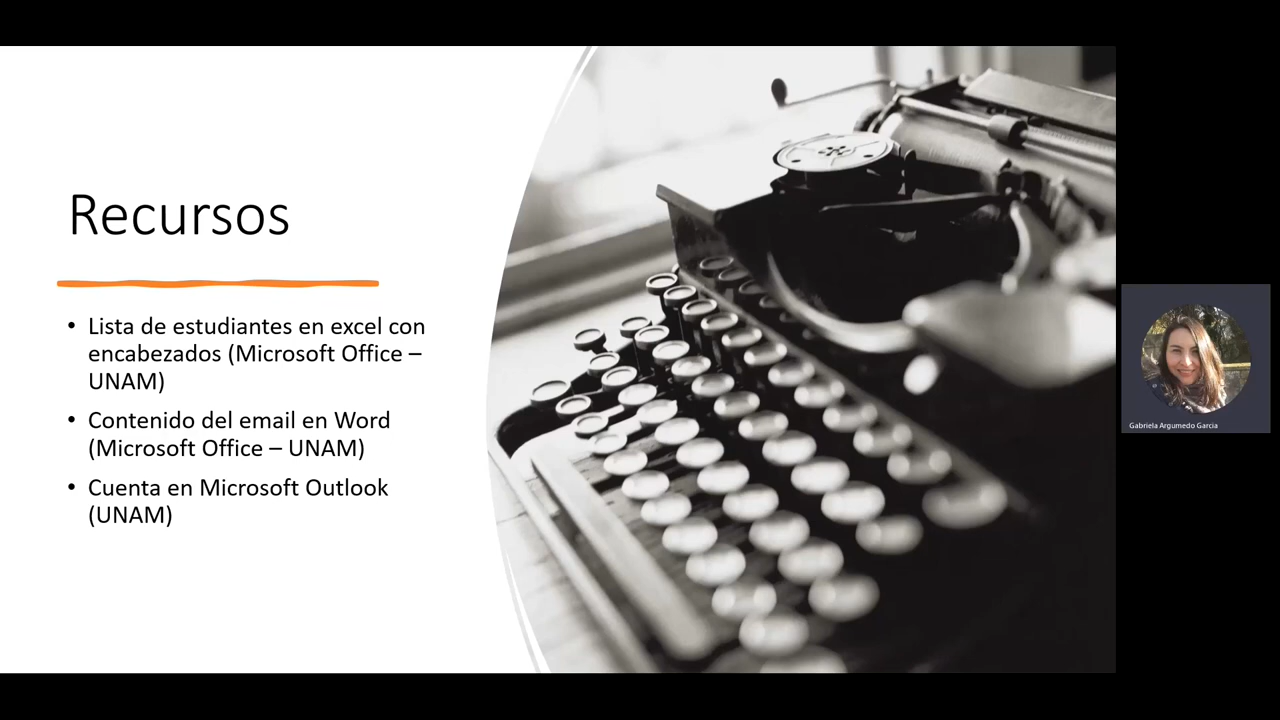 Recursos
• Lista de estudiantes en excel con
encabezados (Microsoft Office –
UNAM)
• Contenido del email en Word
(Microsoft Office – UNAM)
• Cuenta en Microsoft Outlook
(UNAM)
Gabriela Argumedo Garcia